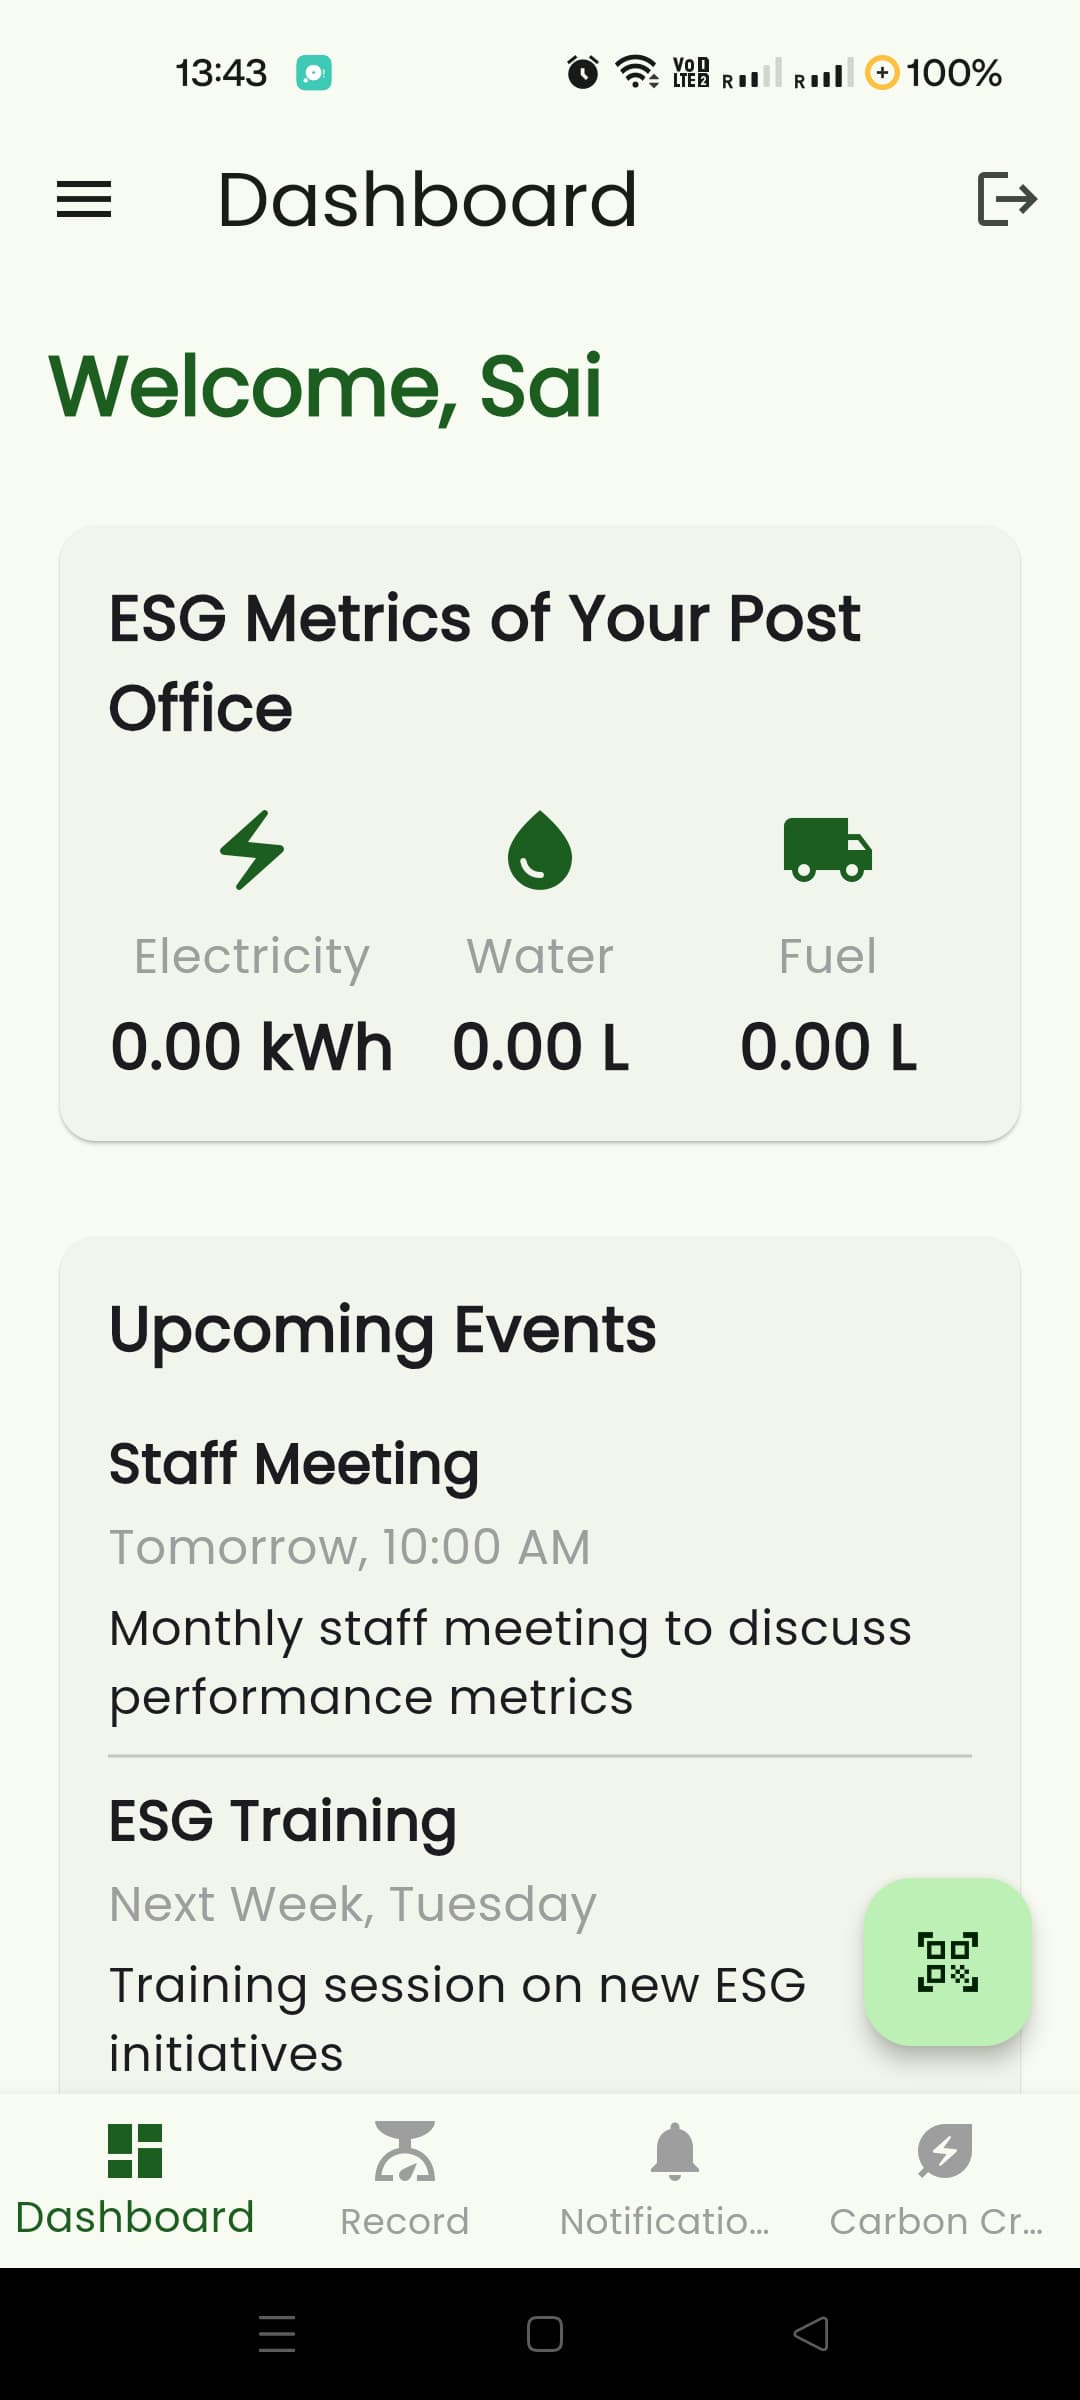 13:43
VoD LTE2 R R 100%
Dashboard
Welcome, Sai
ESG Metrics of Your Post
Office
Electricity Water Fuel
0.00 kWh 0.00 L 0.00 L
Upcoming Events
Staff Meeting
Tomorrow, 10:00 AM
Monthly staff meeting to discuss
performance metrics
ESG Training
Next Week, Tuesday
Training session on new ESG
initiatives
Dashboard Record Notificatio... Carbon Cr...